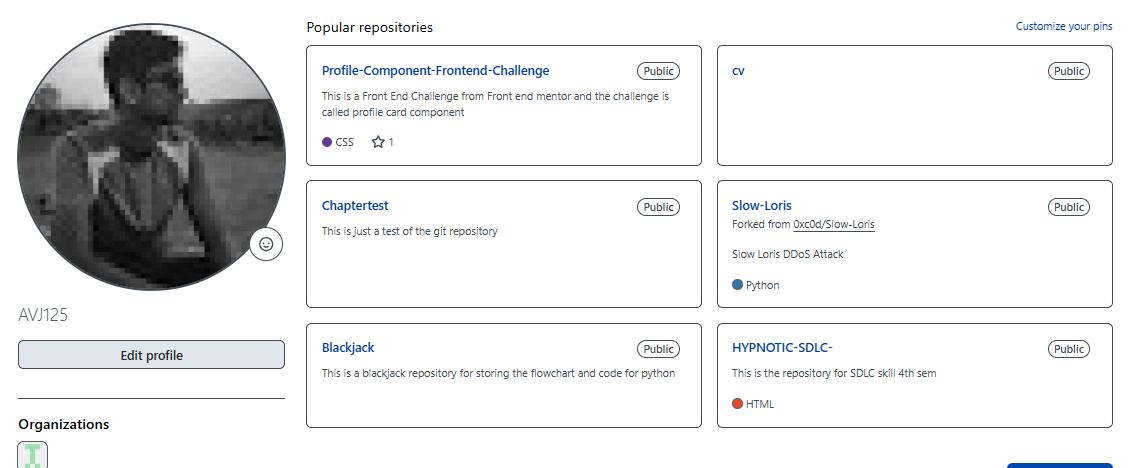 Popular repositories
Customize your pins
Profile-Component-Frontend-Challenge
Public
This is a Front End Challenge from Front end mentor and the challenge is
called profile card component
CSS
1
cv
Public
Chaptertest
Public
This is just a test of the git repository
Slow-Loris
Public
Forked from 0xc0d/Slow-Loris
Slow Loris DDoS Attack
Python
Blackjack
Public
This is a blackjack repository for storing the flowchart and code for python
HYPNOTIC-SDLC-
Public
This is the repository for SDLC skill 4th sem
HTML
AVJ125
Edit profile
Organizations